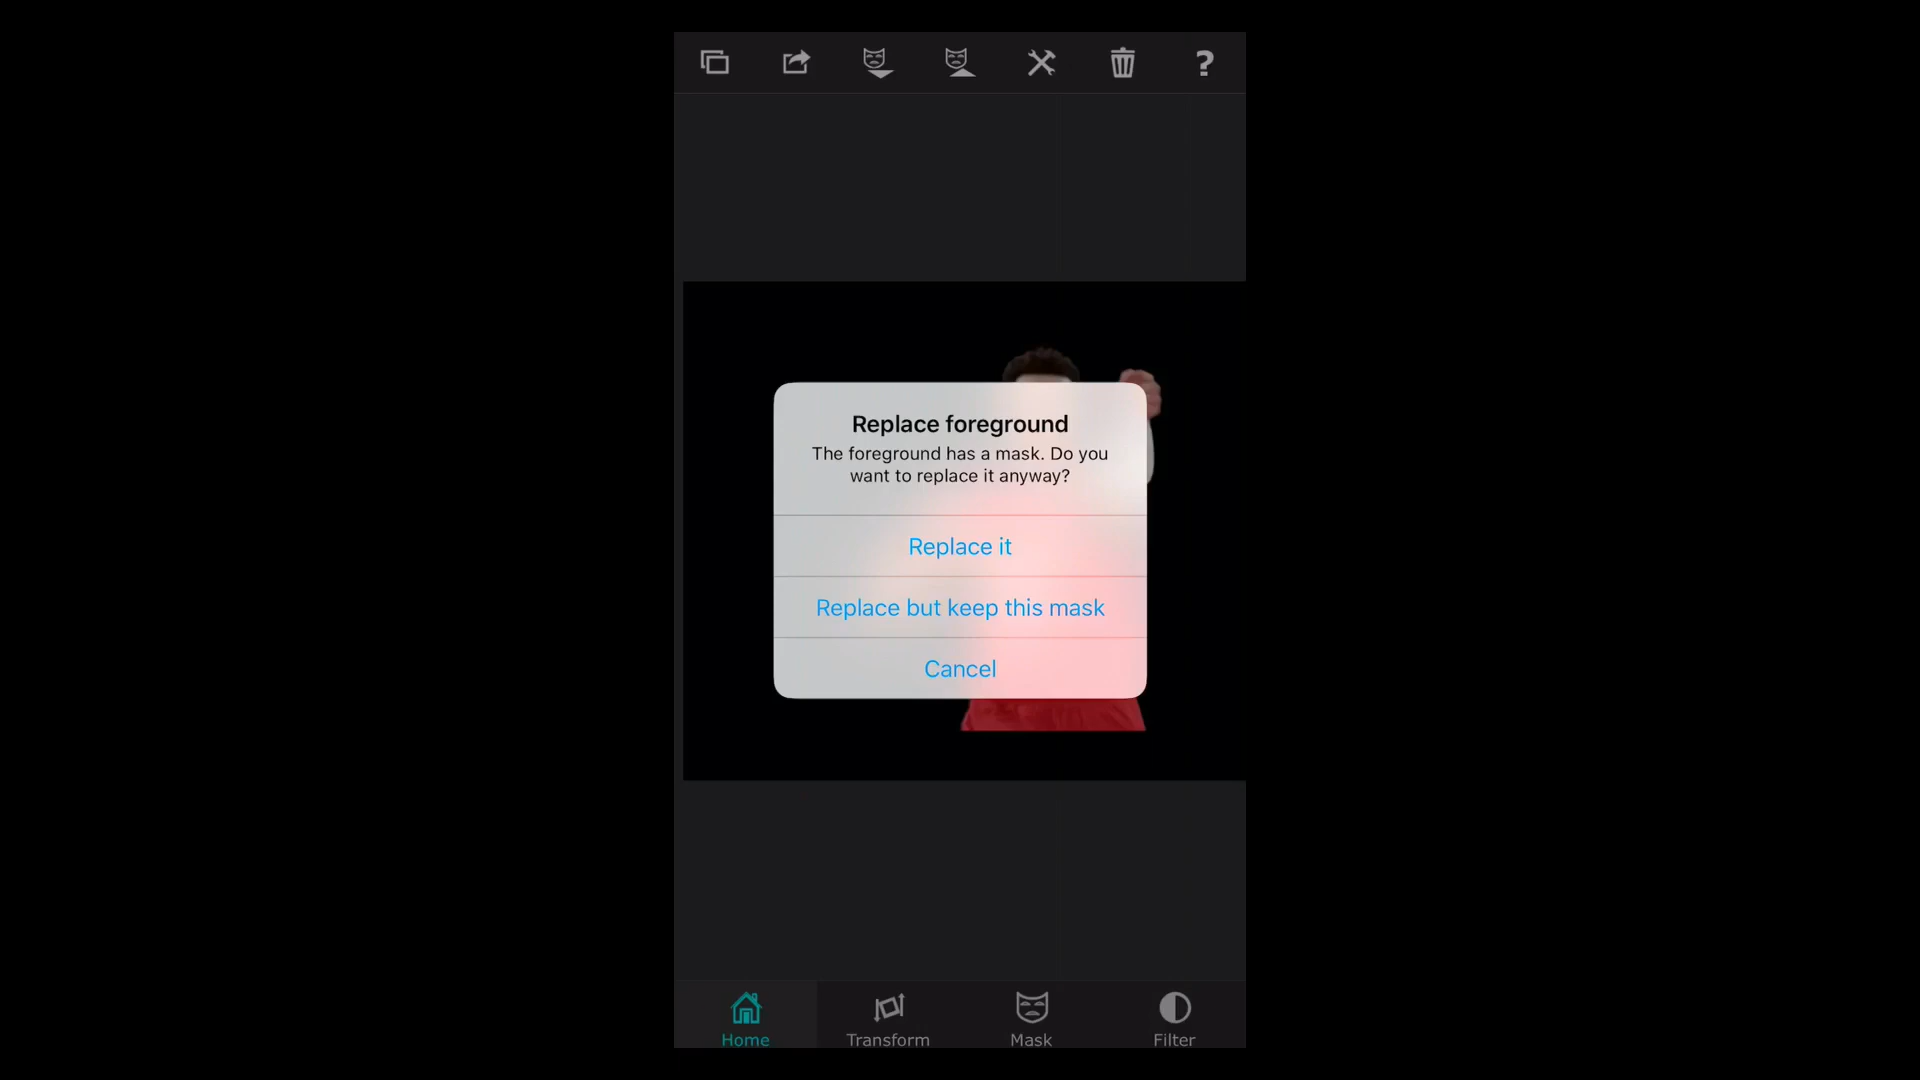 ?
Replace foreground
The foreground has a mask. Do you
want to replace it anyway?
Replace it
Replace but keep this mask
Cancel
Home
Transform
Mask
Filter